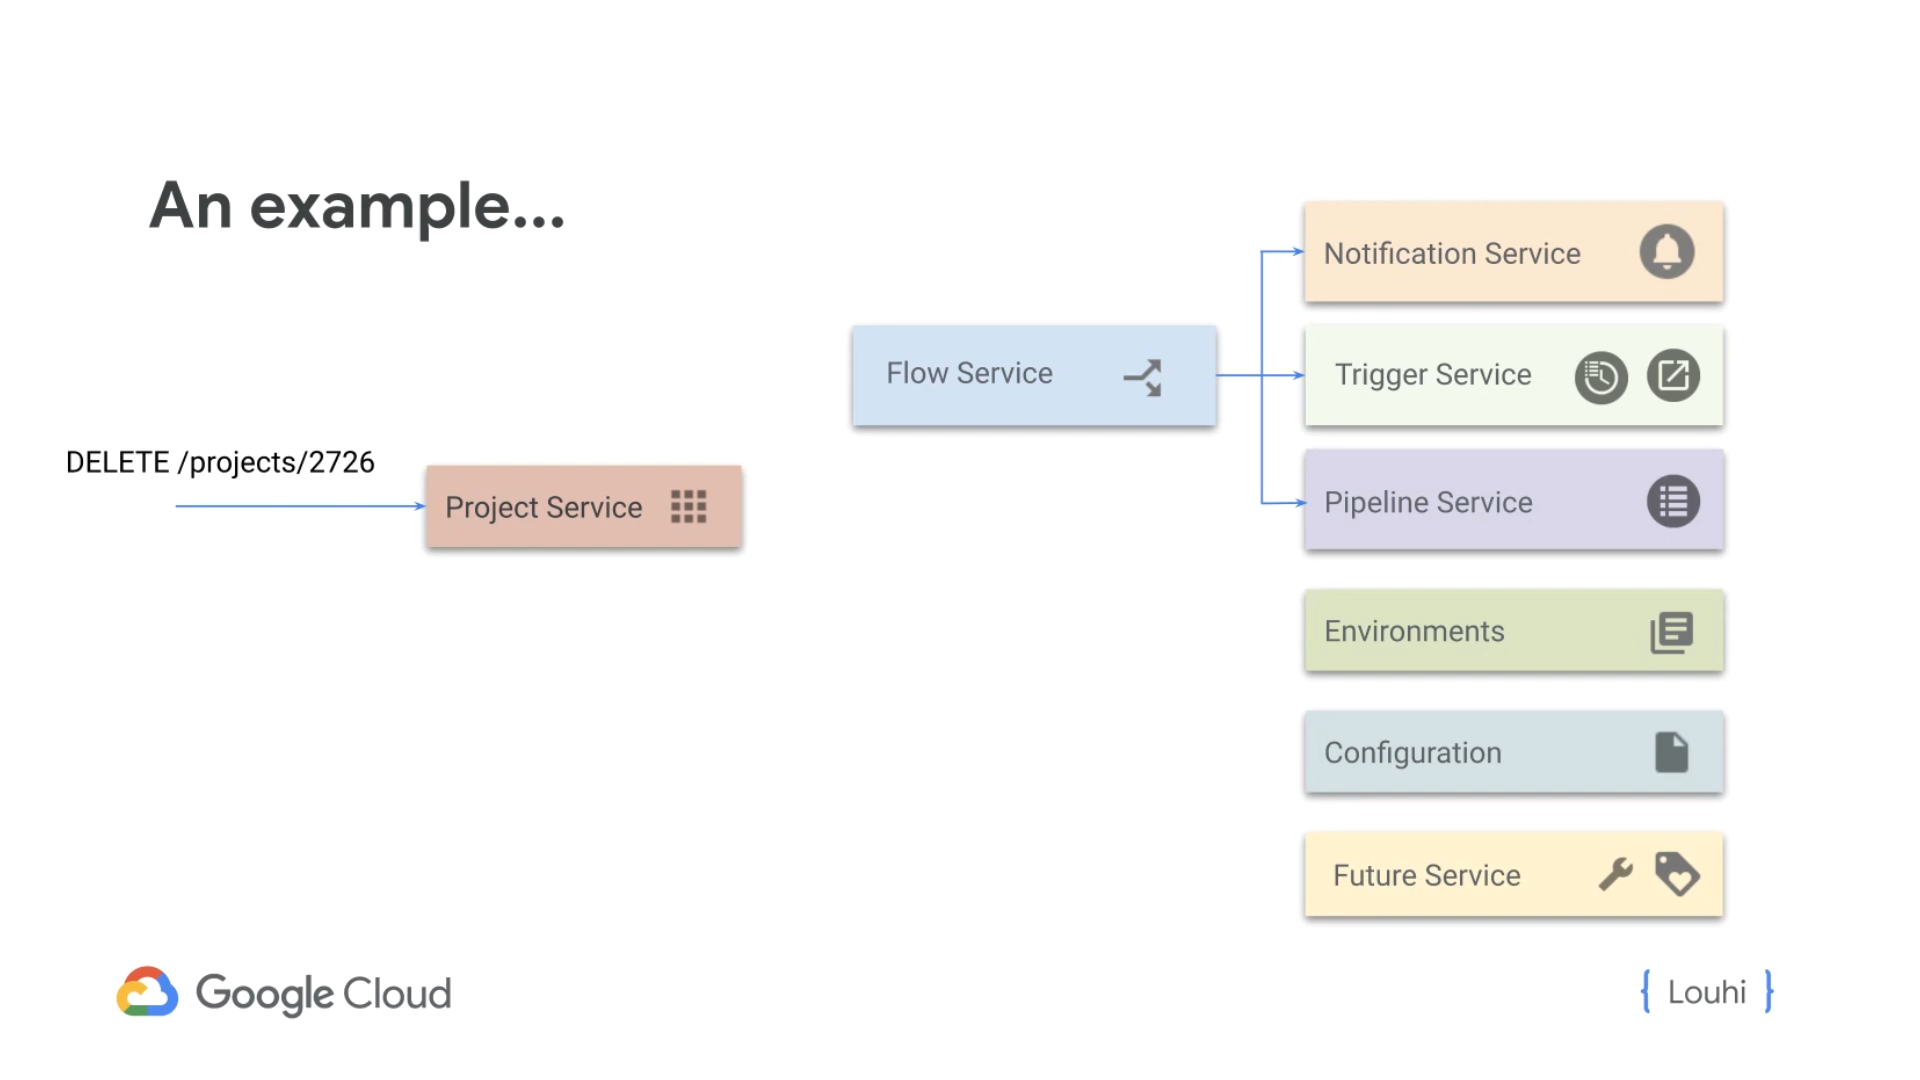 An example...
DELETE /projects/2726
Project Service
Flow Service
Notification Service
Trigger Service
Pipeline Service
Environments
Configuration
Future Service
Google Cloud
{ Louhi }